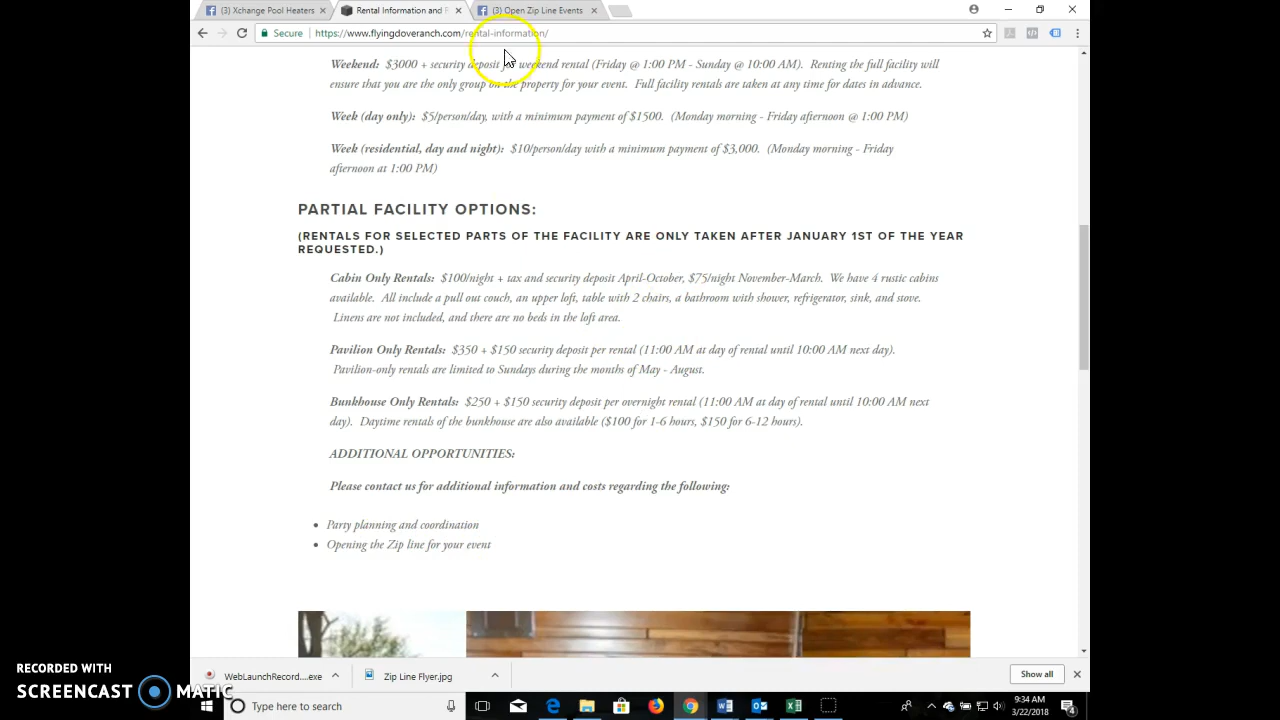 (3) Xchange Pool Heaters
Rental Information and
(3) Open Zip Line Events
Secure
https://www.flyingdoveranch.com/rental-information/
Weekend: $3000 + security deposit weekend rental (Friday @ 1:00 PM - Sunday @ 10:00 AM). Renting the full facility will
ensure that you are the only group on the property for your event. Full facility rentals are taken at any time for dates in advance.
Week (day only): $5/person/day, with a minimum payment of $1500. (Monday morning - Friday afternoon @ 1:00 PM)
Week (residential, day and night): $10/person/day with a minimum payment of $3,000. (Monday morning - Friday
afternoon at 1:00 PM)
PARTIAL FACILITY OPTIONS:
(RENTALS FOR SELECTED PARTS OF THE FACILITY ARE ONLY TAKEN AFTER JANUARY 1ST OF THE YEAR
REQUESTED.)
Cabin Only Rentals: $100/night + tax and security deposit April-October, $75/night November-March. We have 4 rustic cabins
available. All include a pull out couch, an upper loft, table with 2 chairs, a bathroom with shower, refrigerator, sink, and stove.
Linens are not included, and there are no beds in the loft area.
Pavilion Only Rentals: $350 + $150 security deposit per rental (11:00 AM at day of rental until 10:00 AM next day).
Pavilion-only rentals are limited to Sundays during the months of May - August.
Bunkhouse Only Rentals: $250 + $150 security deposit per overnight rental (11:00 AM at day of rental until 10:00 AM next
day). Daytime rentals of the bunkhouse are also available ($100 for 1-6 hours, $150 for 6-12 hours).
ADDITIONAL OPPORTUNITIES:
Please contact us for additional information and costs regarding the following:
Party planning and coordination
Opening the Zip line for your event
WebLaunchRecord....exe
Zip Line Flyer.jpg
Show all
RECORDED WITH
SCREENCAST MATIC
Type here to search
9:34 AM
3/22/2018
4